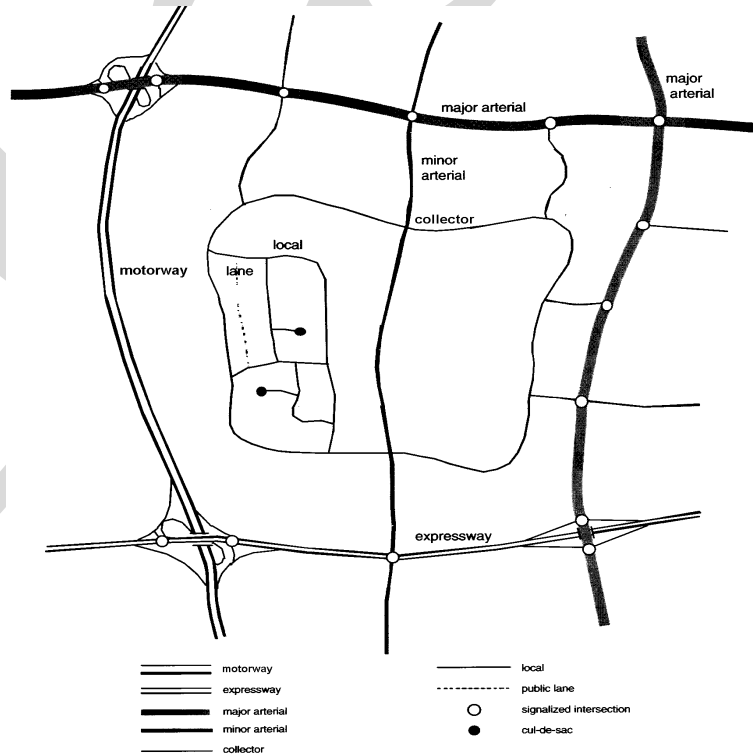 major
arterial
major arterial
minor
arterial
collector
local
lane
motorway
expressway
motorway
expressway
major arterial
minor arterial
collector
local
public lane
signalized intersection
cul-de-sac